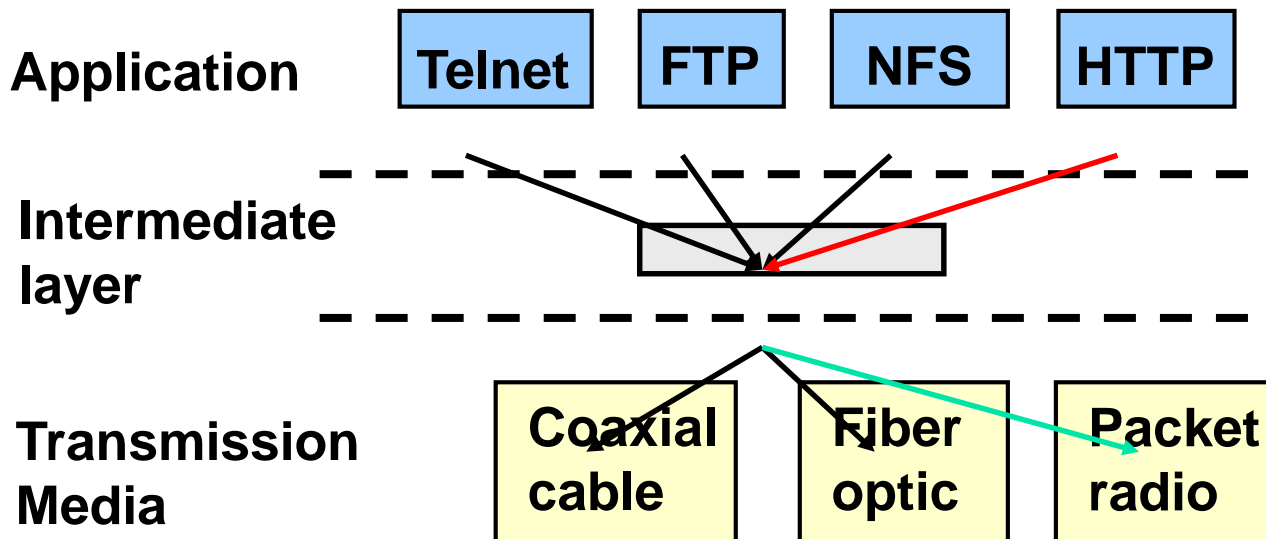 Application
Telnet
FTP
NFS
HTTP
Intermediate
layer
Transmission
Media
Coaxial
cable
Fiber
optic
Packet
radio